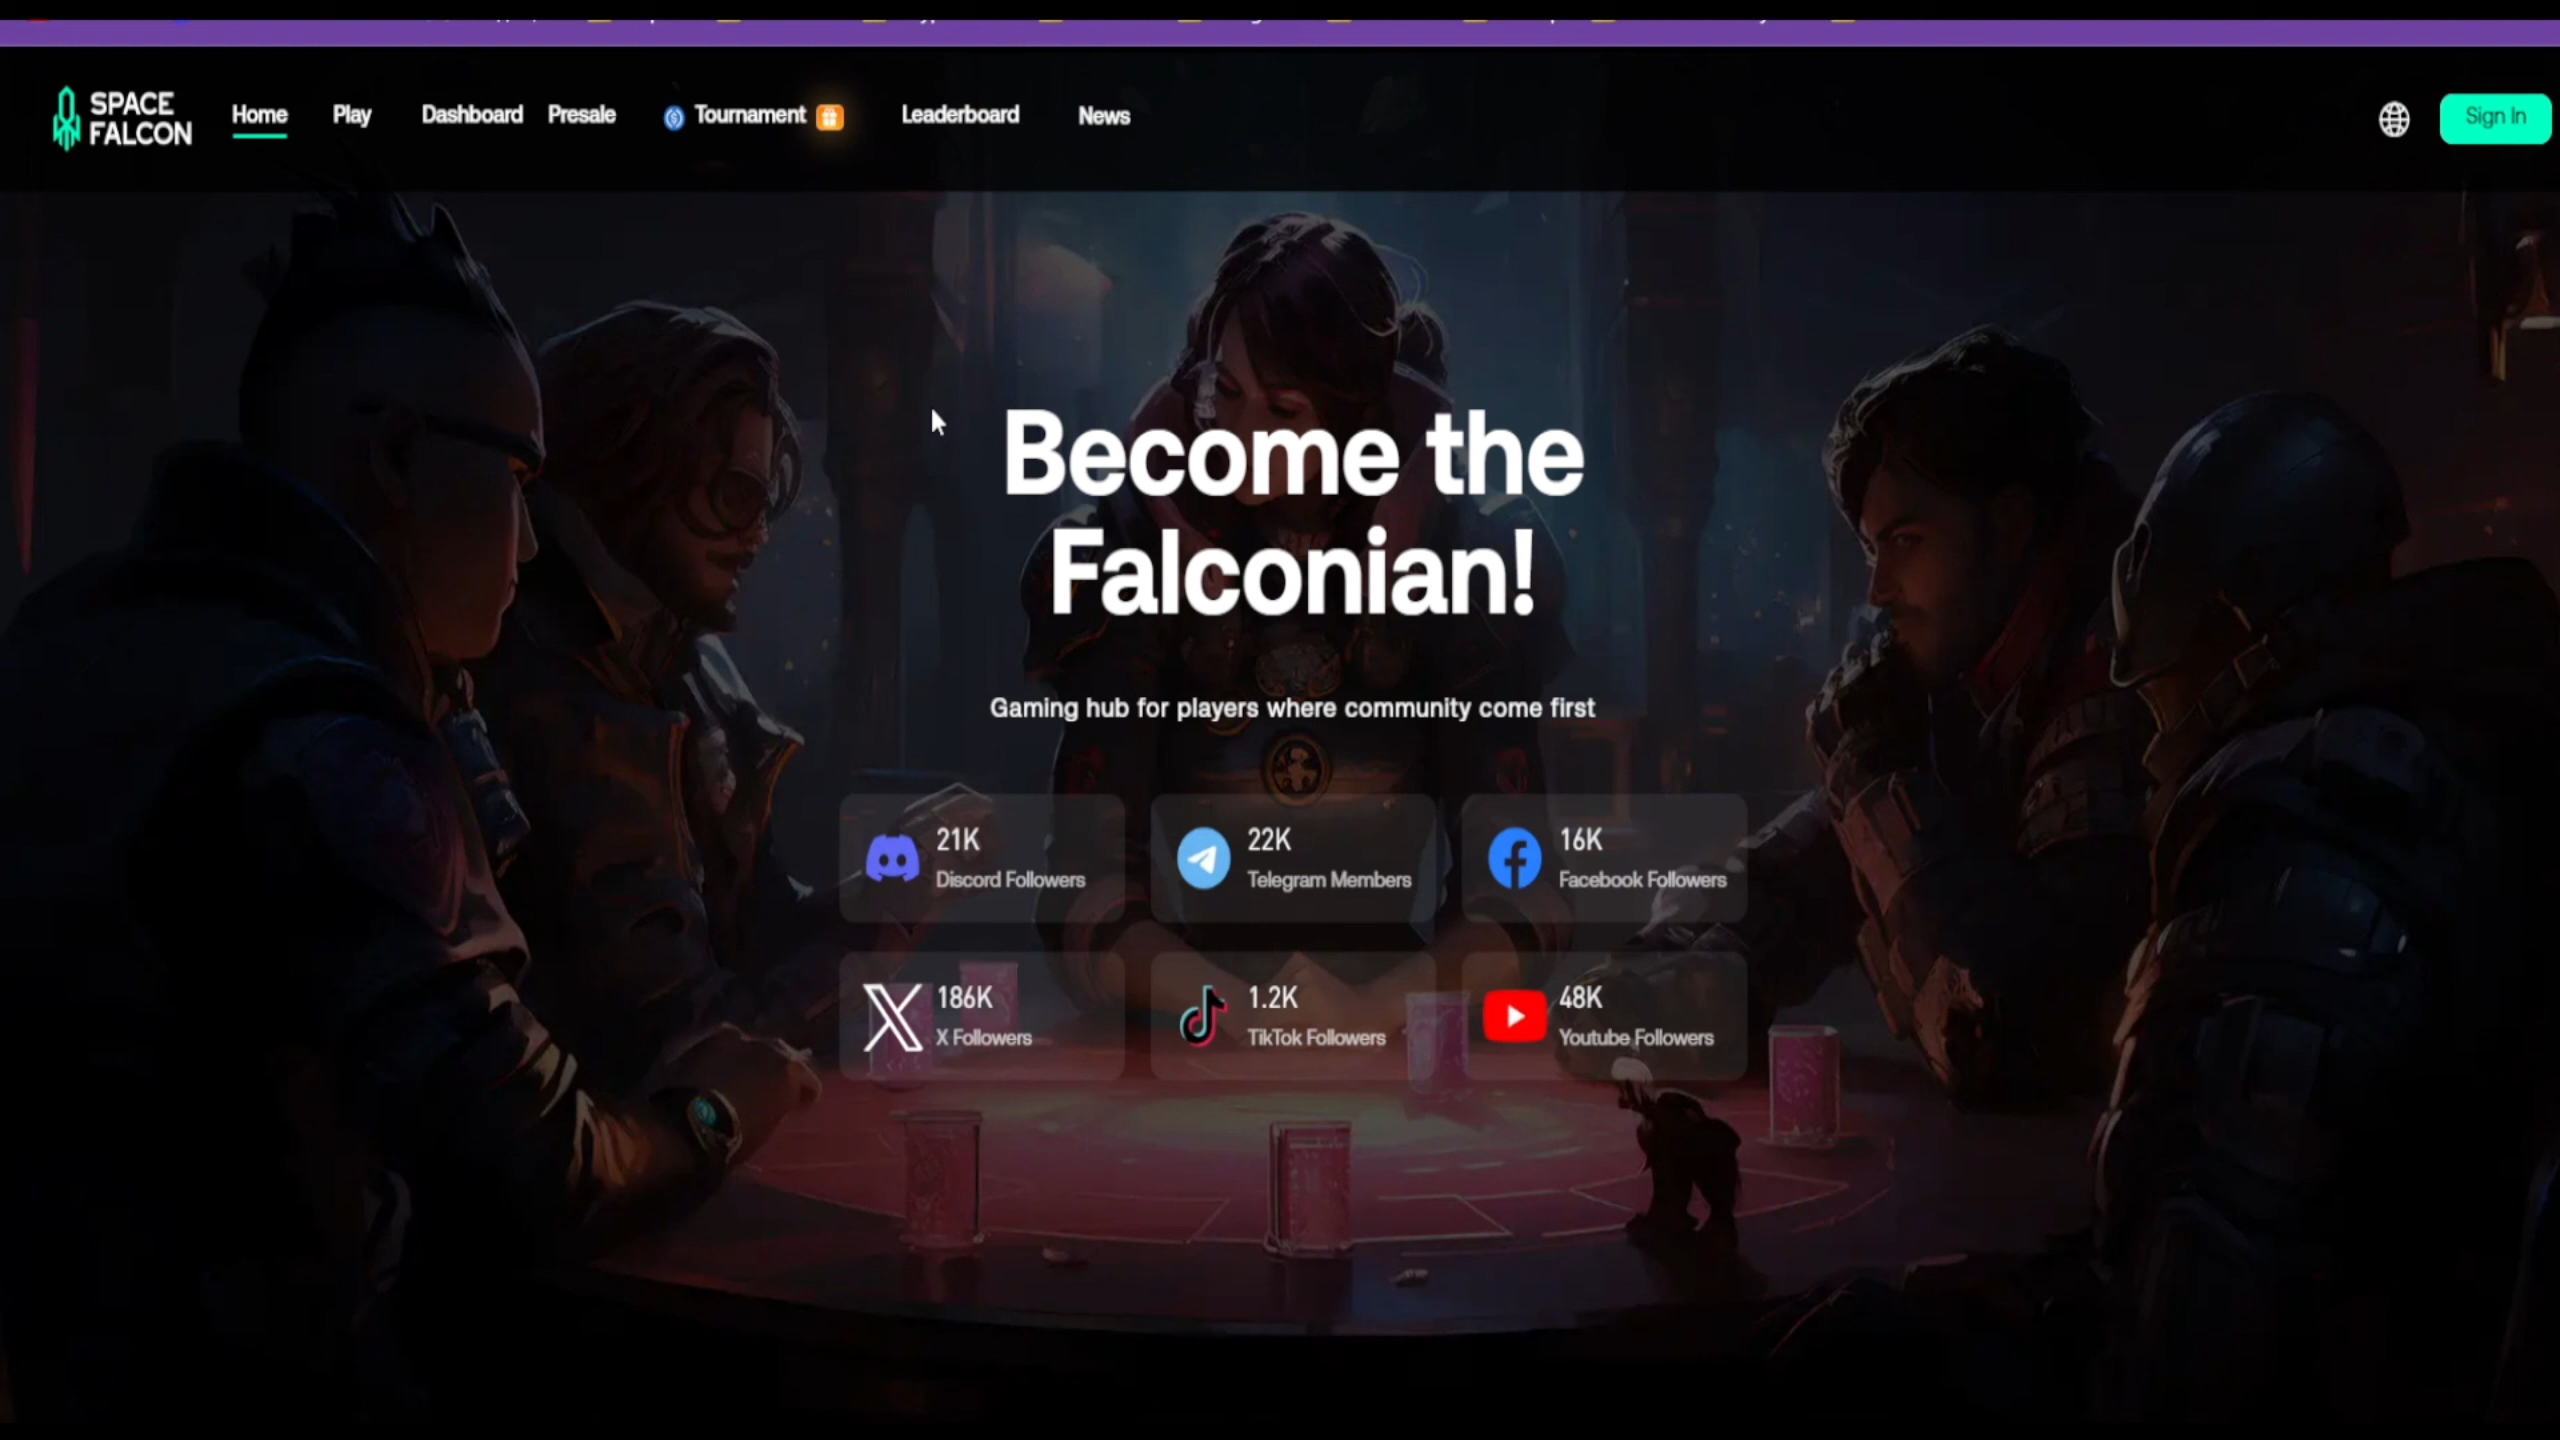 SPACE
FALCON
Home
Play
Dashboard
Presale
Tournament
Leaderboard
News
Sign In
Become the
Falconian!
Gaming hub for players where community come first
21K
Discord Followers
22K
Telegram Members
16K
Facebook Followers
186K
X Followers
1.2K
TikTok Followers
48K
Youtube Followers